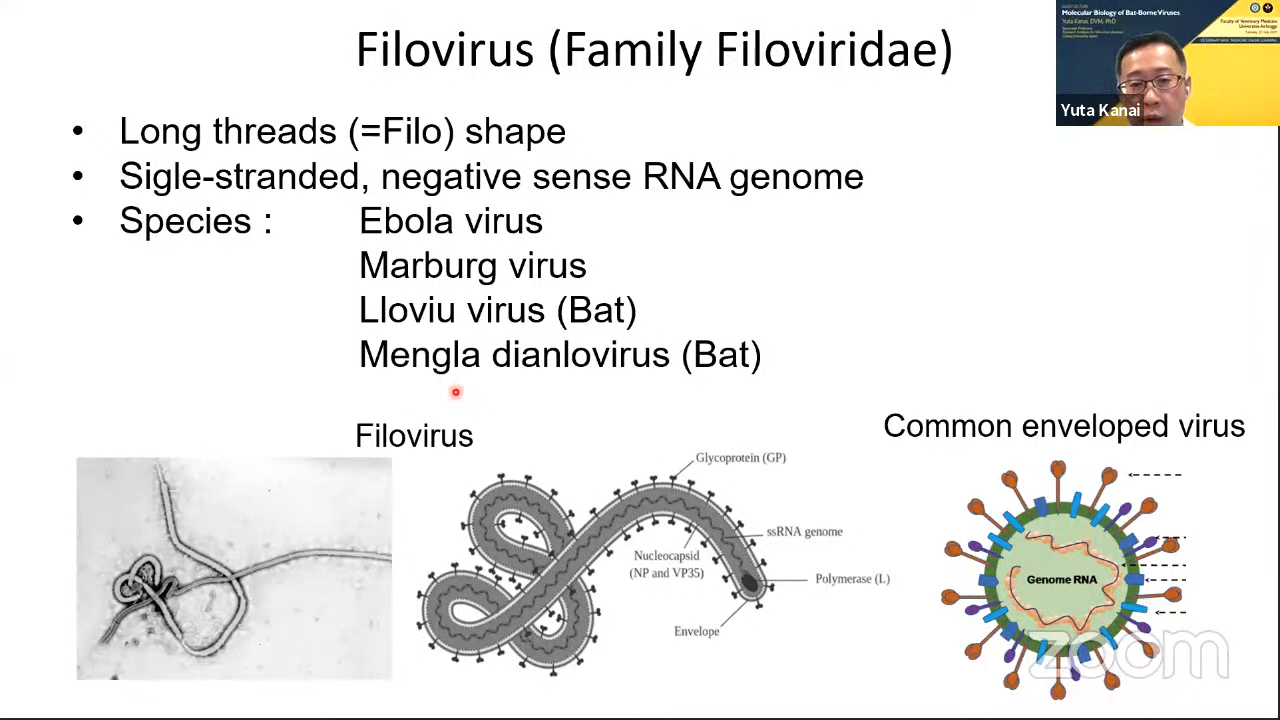 Filovirus (Family Filoviridae)
GUEST LECTURE
Molecular Biology of Bat-Borne Viruses
Yuta Kanai, DVM, PhD
Faculty of Veterinary Medicine
Universitas Airlangga
Yuta Kanai
• Long threads (=Filo) shape
• Sigle-stranded, negative sense RNA genome
• Species : Ebola virus
Marburg virus
Lloviu virus (Bat)
Mengla dianlovirus (Bat)
Filovirus
Common enveloped virus
Glycoprotein (GP)
ssRNA genome
Nucleocapsid
(NP and VP35)
Polymerase (L)
Envelope
Genome RNA
zoom